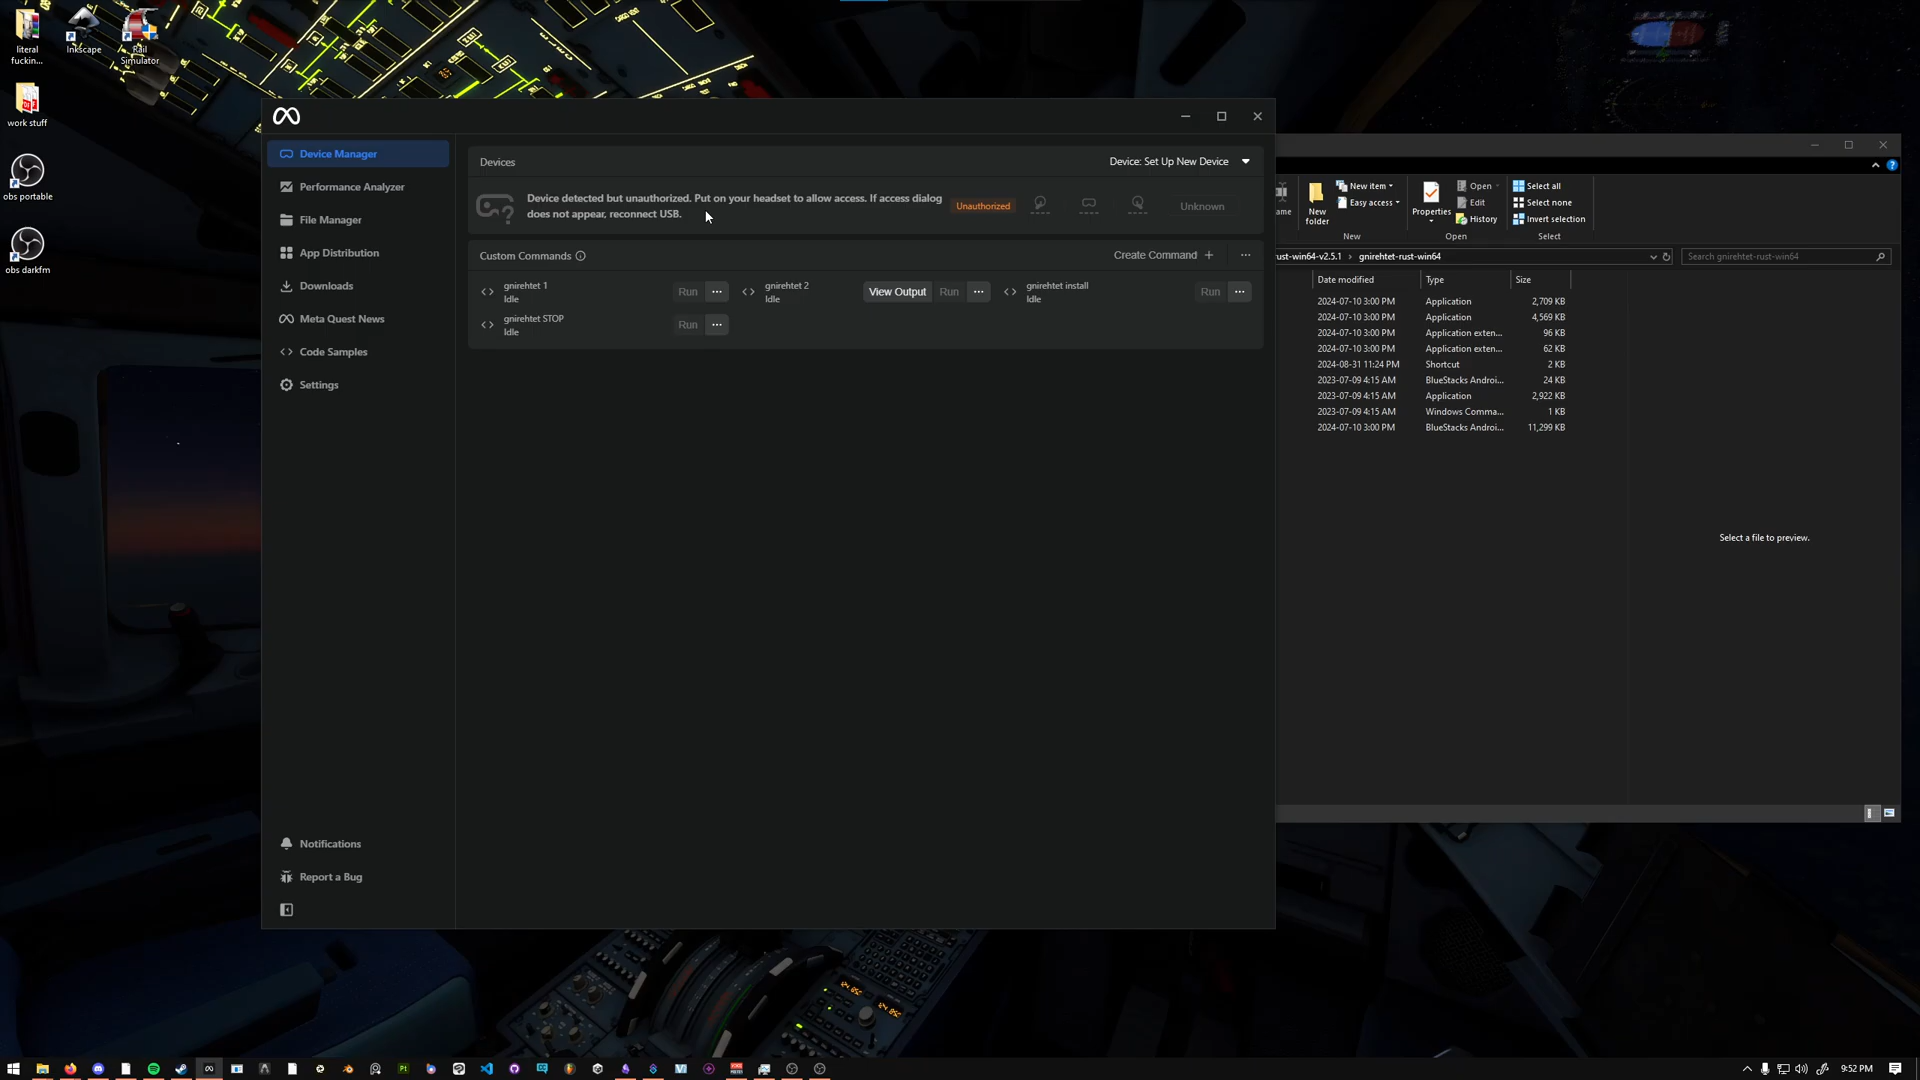 literal
fuckin...
Inkscape
Rail
Simulator
work stuff
obs portable
obs darkfm
Device Manager
Performance Analyzer
File Manager
App Distribution
Downloads
Meta Quest News
Code Samples
Settings
Notifications
Report a Bug
Devices
Device: Set Up New Device
Device detected but unauthorized. Put on your headset to allow access. If access dialog
does not appear, reconnect USB.
Unauthorized
Unknown
Custom Commands
Create Command +
gnirehtet 1
Idle
Run
gnirehtet 2
Idle
View Output
Run
gnirehtet install
Idle
Run
gnirehtet STOP
Idle
Run
New
folder
New item
Easy access
New
Properties
Open
Edit
History
Open
Select all
Select none
Invert selection
Select
rust-win64-v2.5.1 > gnirehtet-rust-win64
Search gnirehtet-rust-win64
Date modified Type Size
2024-07-10 3:00 PM Application 2,709 KB
2024-07-10 3:00 PM Application 4,569 KB
2024-07-10 3:00 PM Application exten... 96 KB
2024-07-10 3:00 PM Application exten... 62 KB
2024-08-31 11:24 PM Shortcut 2 KB
2023-07-09 4:15 AM BlueStacks Androi... 24 KB
2023-07-09 4:15 AM Application 2,922 KB
2023-07-09 4:15 AM Windows Comma... 1 KB
2024-07-10 3:00 PM BlueStacks Androi... 11,299 KB
Select a file to preview.
9:52 PM